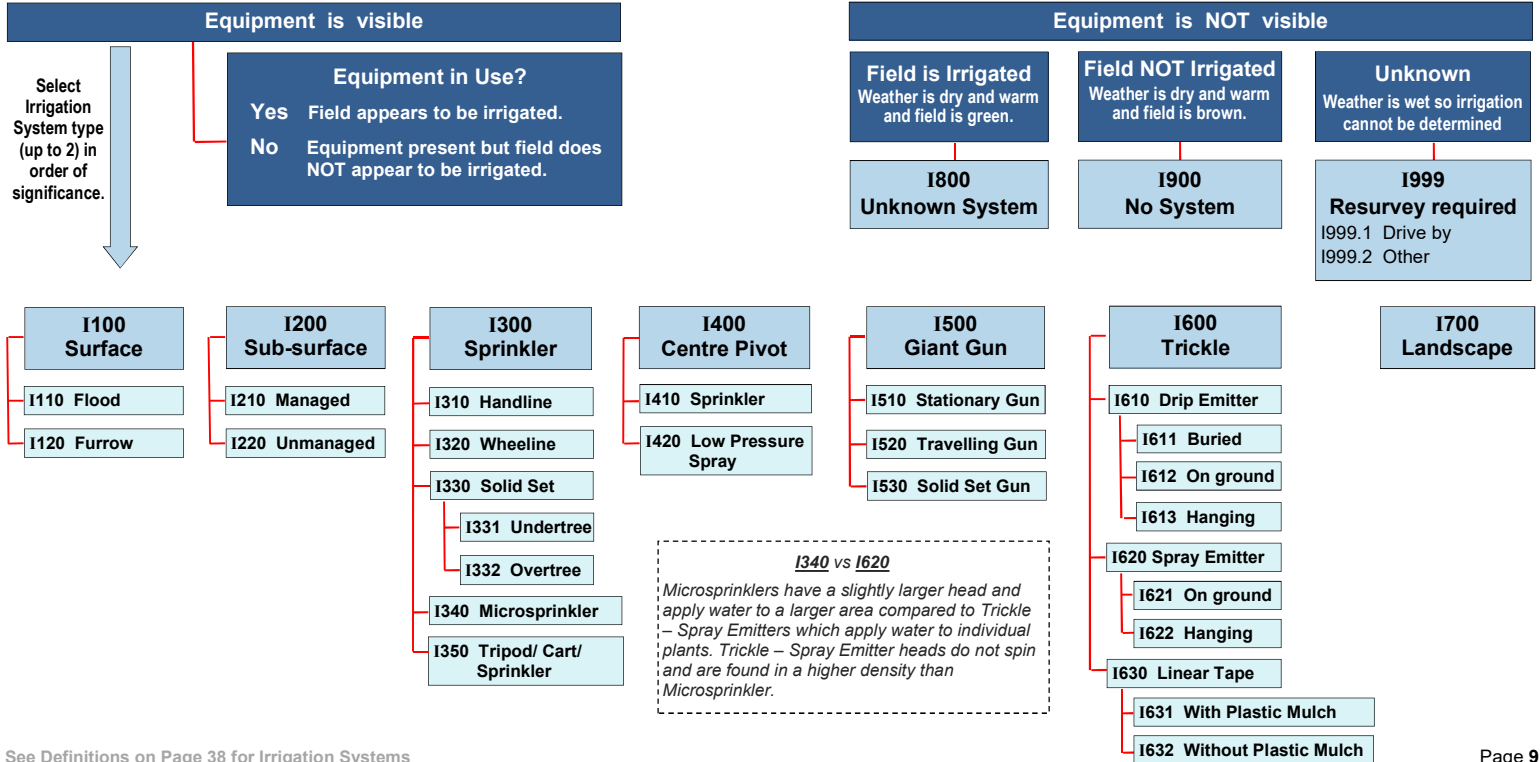 Equipment is visible
Equipment is NOT visible
Select
Irrigation
System type
(up to 2) in
order of
significance.
Equipment in Use?
Yes Field appears to be irrigated.
No Equipment present but field does
NOT appear to be irrigated.
Field is Irrigated
Weather is dry and warm
and field is green.
Field NOT Irrigated
Weather is dry and warm
and field is brown.
Unknown
Weather is wet so irrigation
cannot be determined
I800
Unknown System
I900
No System
I999
Resurvey required
I999.1 Drive by
I999.2 Other
I100
Surface
I110 Flood
I120 Furrow
I200
Sub-surface
I210 Managed
I220 Unmanaged
I300
Sprinkler
I310 Handline
I320 Wheeline
I330 Solid Set
I331 Undertree
I332 Overtree
I340 Microsprinkler
I350 Tripod/ Cart/
Sprinkler
I400
Centre Pivot
I410 Sprinkler
I420 Low Pressure
Spray
I500
Giant Gun
I510 Stationary Gun
I520 Travelling Gun
I530 Solid Set Gun
I600
Trickle
I610 Drip Emitter
I611 Buried
I612 On ground
I613 Hanging
I620 Spray Emitter
I621 On ground
I622 Hanging
I630 Linear Tape
I631 With Plastic Mulch
I632 Without Plastic Mulch
I700
Landscape
I340 vs I620
Microsprinklers have a slightly larger head and
apply water to a larger area compared to Trickle
– Spray Emitters which apply water to individual
plants. Trickle – Spray Emitter heads do not spin
and are found in a higher density than
Microsprinkler.
See Definitions on Page 38 for Irrigation Systems
Page 9